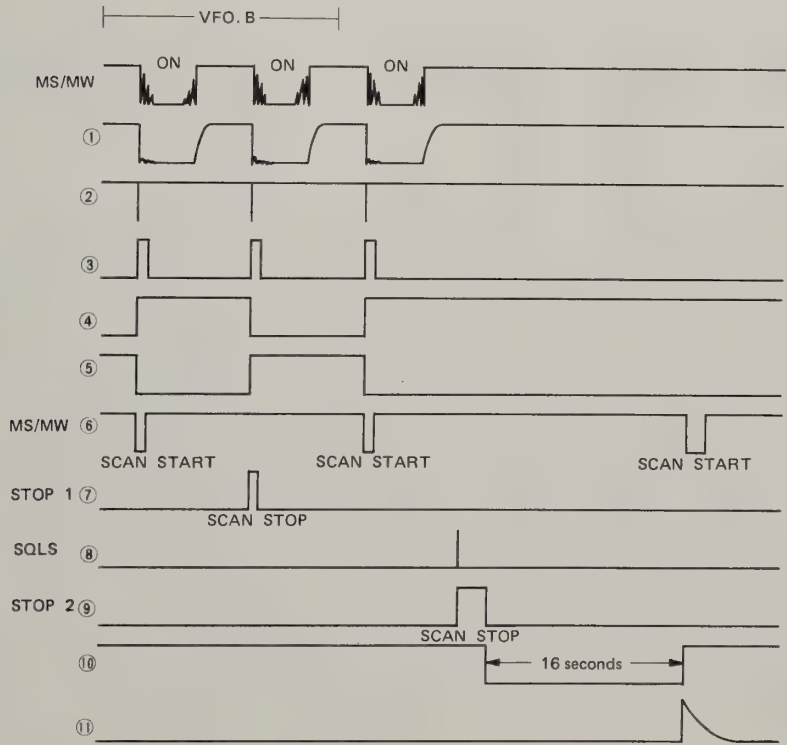 VFO. B
ON ON ON
MS/MW
①
②
③
④
⑤
MS/MW ⑥
SCAN START SCAN START SCAN START
STOP 1 ⑦
SCAN STOP
SQLS ⑧
STOP 2 ⑨
SCAN STOP
⑩ 16 seconds
⑪